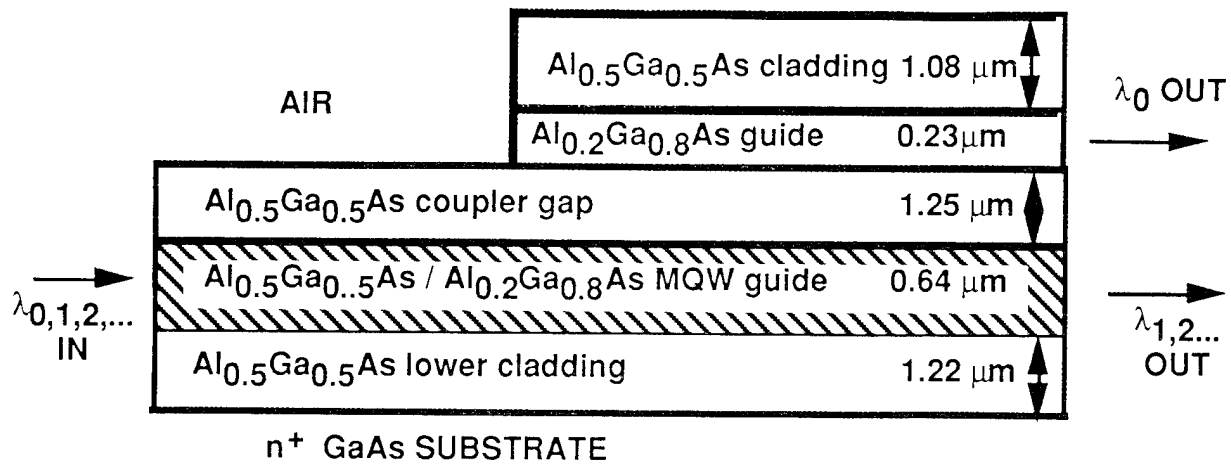 Al0.5Ga0.5As cladding 1.08 μm
AIR
λ0 OUT
Al0.2Ga0.8As guide 0.23μm
Al0.5Ga0.5As coupler gap 1.25 μm
Al0.5Ga0..5As / Al0.2Ga0.8As MQW guide 0.64 μm
λ0,1,2,...
IN
λ1,2...
OUT
Al0.5Ga0.5As lower cladding 1.22 μm
n+ GaAs SUBSTRATE